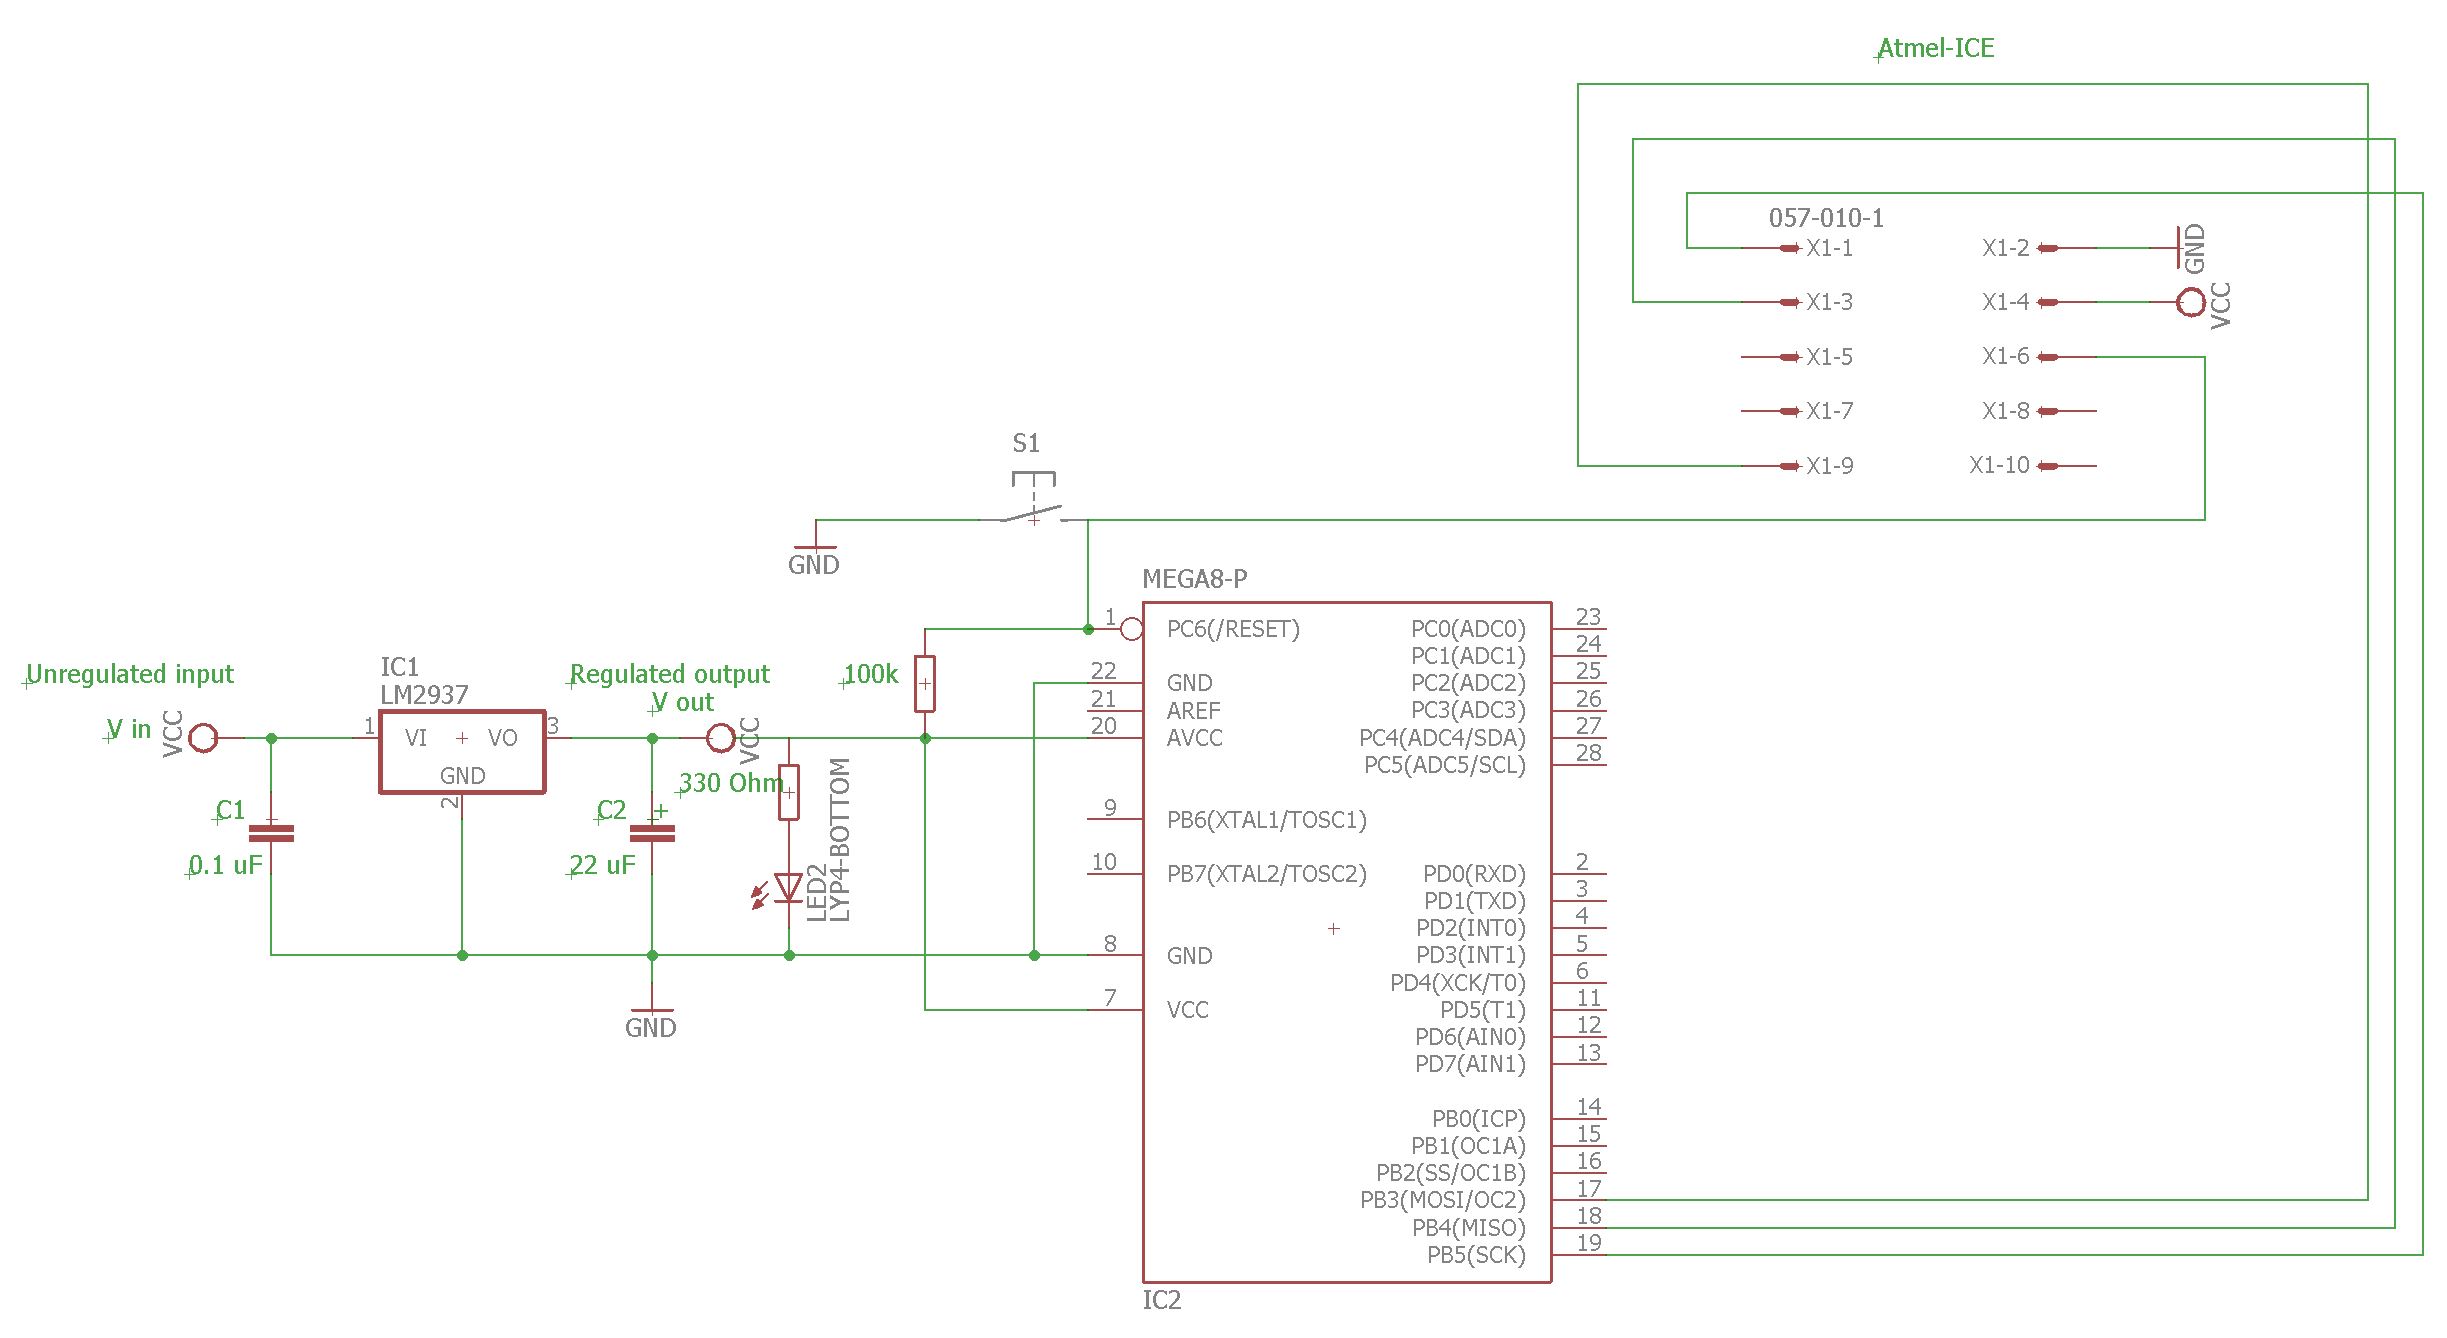 Atmel-ICE
057-010-1
X1-1
X1-2
GND
X1-3
X1-4
VCC
X1-5
X1-6
X1-7
X1-8
X1-9
X1-10
S1
GND
MEGA8-P
1
PC6(/RESET)
22
GND
21
AREF
20
AVCC
9
PB6(XTAL1/TOSC1)
10
PB7(XTAL2/TOSC2)
8
GND
7
VCC
PC0(ADC0)
23
PC1(ADC1)
24
PC2(ADC2)
25
PC3(ADC3)
26
PC4(ADC4/SDA)
27
PC5(ADC5/SCL)
28
PD0(RXD)
2
PD1(TXD)
3
PD2(INT0)
4
PD3(INT1)
5
PD4(XCK/T0)
6
PD5(T1)
11
PD6(AIN0)
12
PD7(AIN1)
13
PB0(ICP)
14
PB1(OC1A)
15
PB2(SS/OC1B)
16
PB3(MOSI/OC2)
17
PB4(MISO)
18
PB5(SCK)
19
IC2
Unregulated input
V in
VCC
IC1
LM2937
1
VI
VO
3
GND
2
C1
0.1 uF
Regulated output
V out
VCC
C2
+
22 uF
330 Ohm
LED2
LYP4-BOTTOM
100k
GND